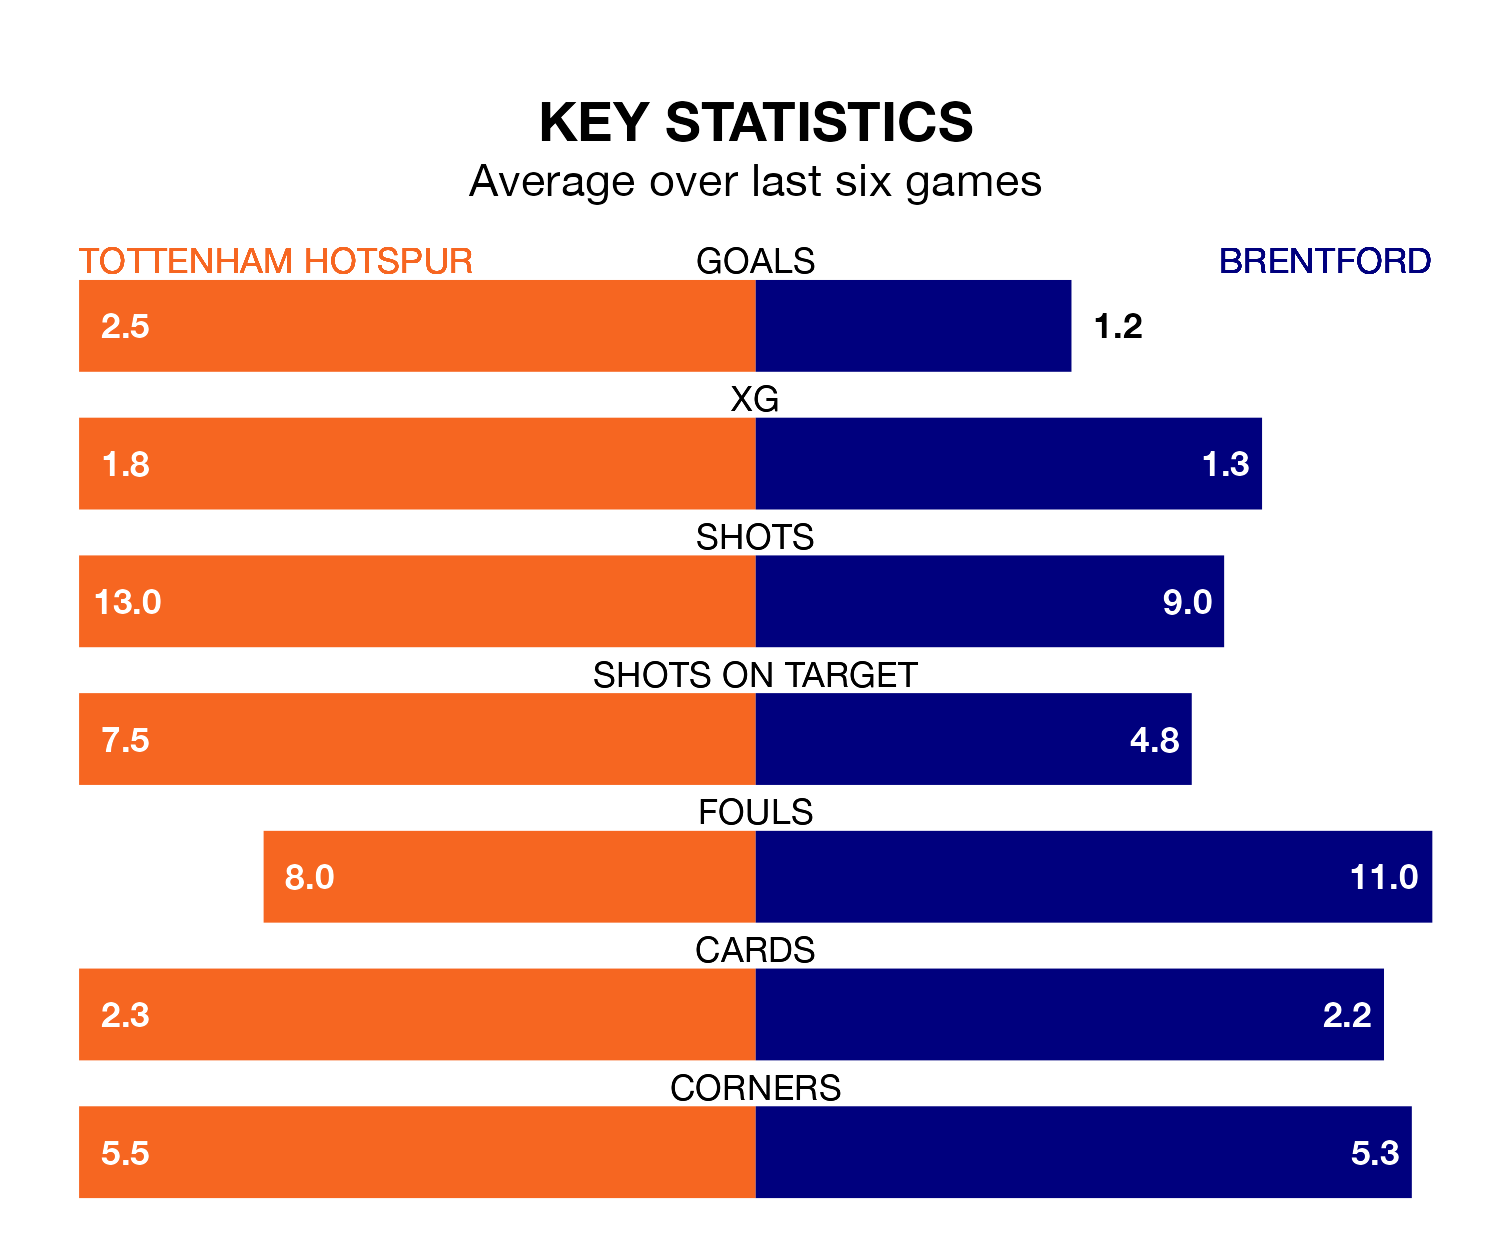 KEY STATISTICS
Average over last six games
TOTTENHAM HOTSPUR GOALS BRENTFORD
2.5 1.2
XG
1.8 1.3
SHOTS
13.0 9.0
SHOTS ON TARGET
7.5 4.8
FOULS
8.0 11.0
CARDS
2.3 2.2
CORNERS
5.5 5.3